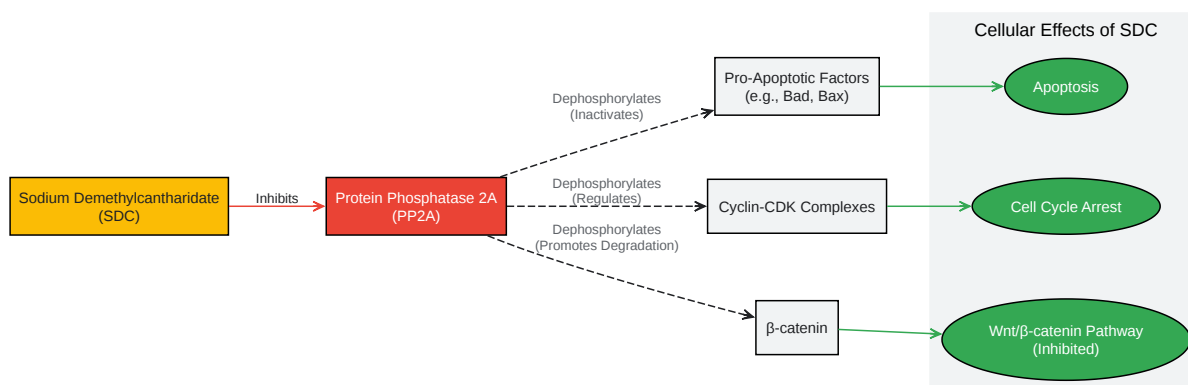 Cellular Effects of SDC
Pro-Apoptotic Factors
(e.g., Bad, Bax)
Apoptosis
Dephosphorylates
(Inactivates)
Sodium Demethylcantharidate
(SDC)
Inhibits
Protein Phosphatase 2A
(PP2A)
Dephosphorylates
(Regulates)
Cyclin-CDK Complexes
Cell Cycle Arrest
Dephosphorylates
(Promotes Degradation)
β-catenin
Wnt/β-catenin Pathway
(Inhibited)